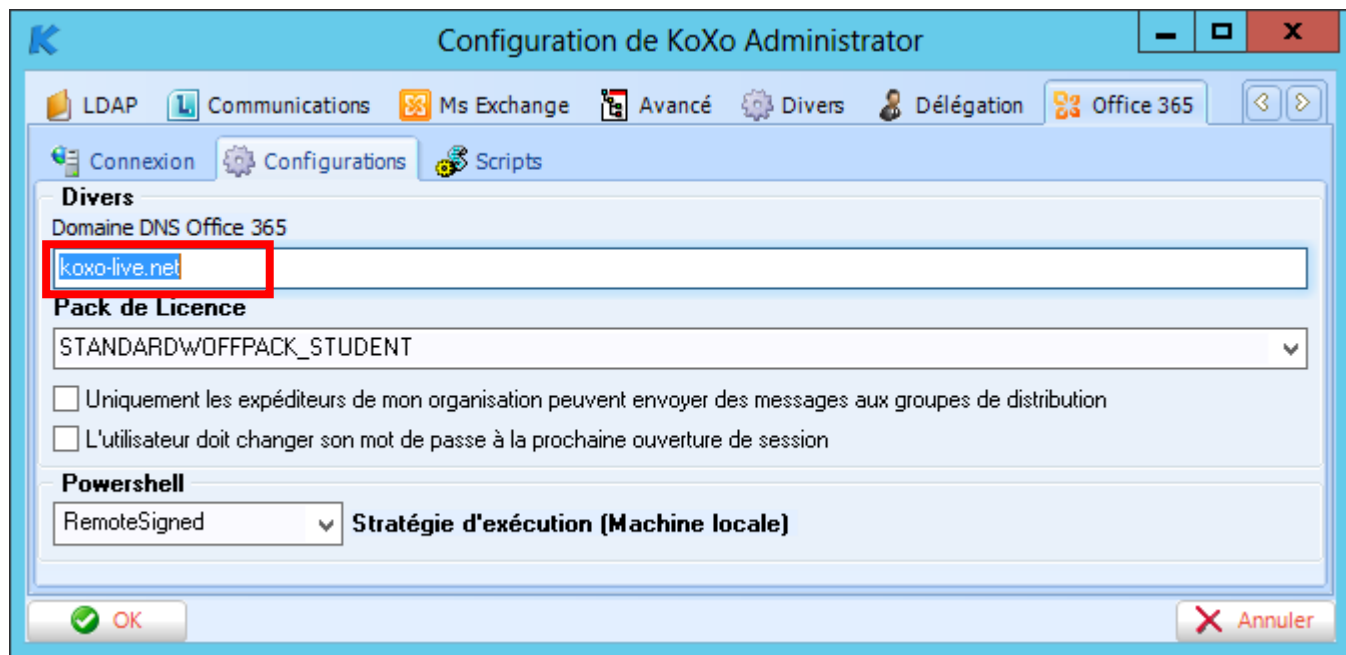 Configuration de KoXo Administrator
LDAP Communications Ms Exchange Avancé Divers Délégation Office 365
Connexion Configurations Scripts
Divers
Domaine DNS Office 365
koxo-live.net
Pack de Licence
STANDARDWOFFPACK_STUDENT
Uniquement les expéditeurs de mon organisation peuvent envoyer des messages aux groupes de distribution
L'utilisateur doit changer son mot de passe à la prochaine ouverture de session
Powershell
RemoteSigned Stratégie d'exécution (Machine locale)
OK Annuler